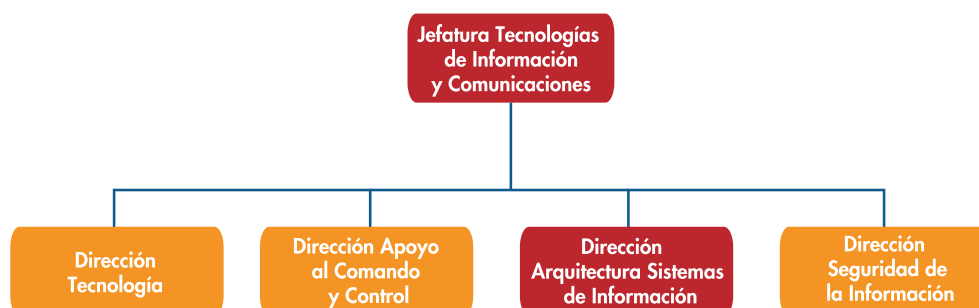 Jefatura Tecnologías
de Información
y Comunicaciones
Dirección
Tecnología
Dirección Apoyo
al Comando
y Control
Dirección
Arquitectura Sistemas
de Información
Dirección
Seguridad de
la Información